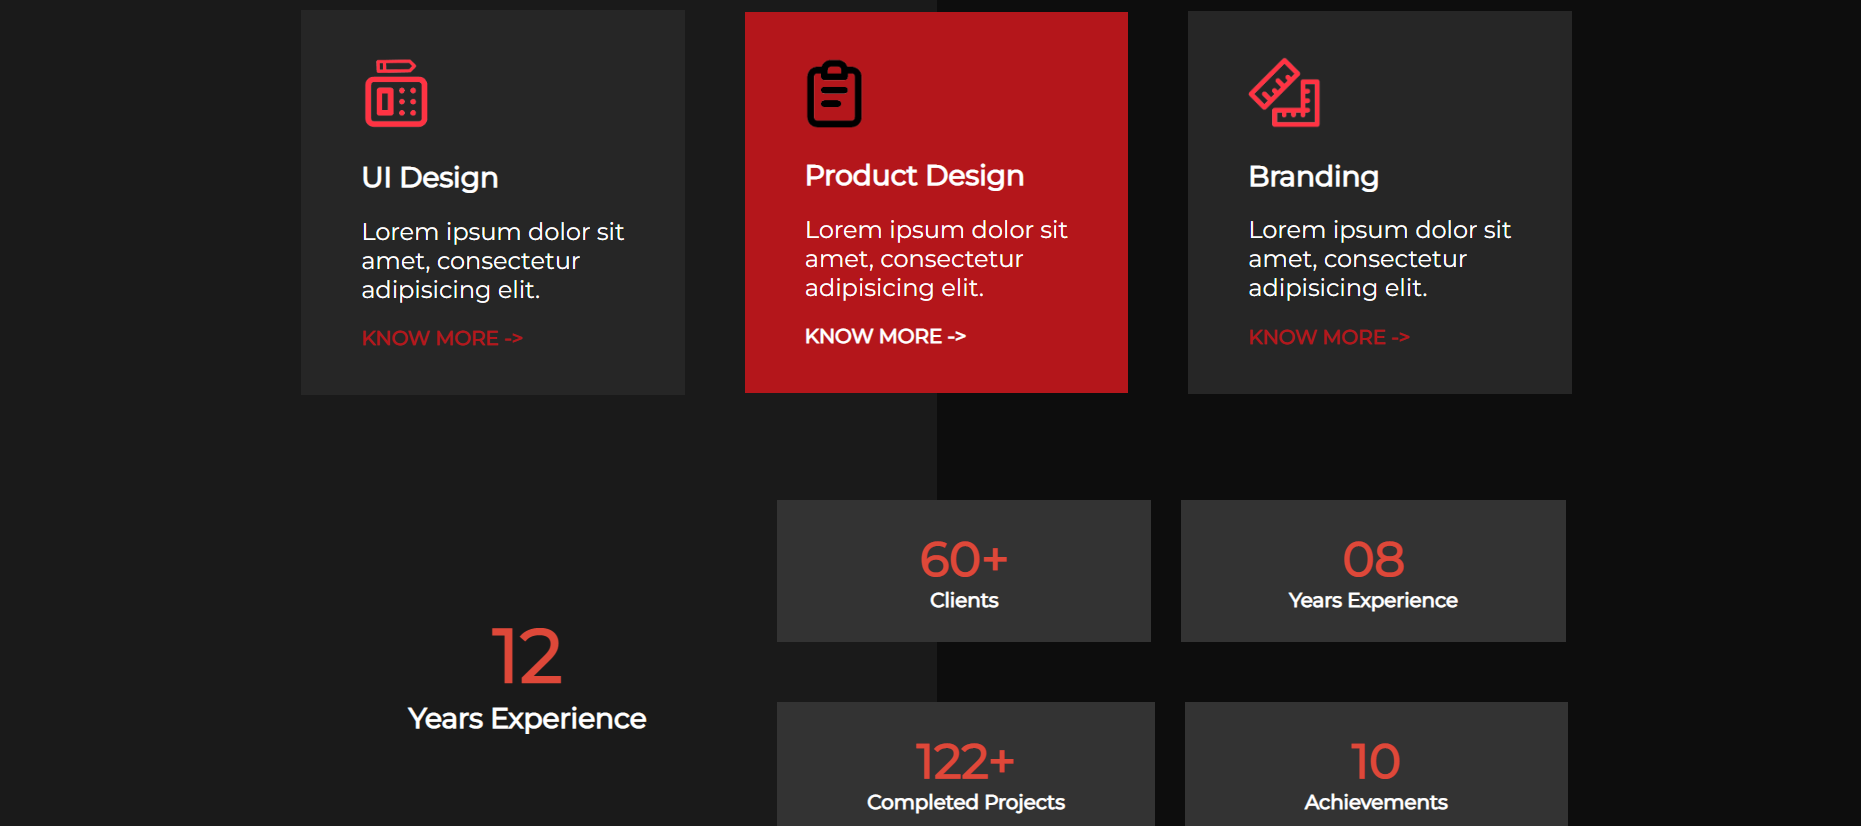 UI Design
Lorem ipsum dolor sit
amet, consectetur
adipisicing elit.
KNOW MORE ->
Product Design
Lorem ipsum dolor sit
amet, consectetur
adipisicing elit.
KNOW MORE ->
Branding
Lorem ipsum dolor sit
amet, consectetur
adipisicing elit.
KNOW MORE ->
12
Years Experience
60+
Clients
08
Years Experience
122+
Completed Projects
10
Achievements